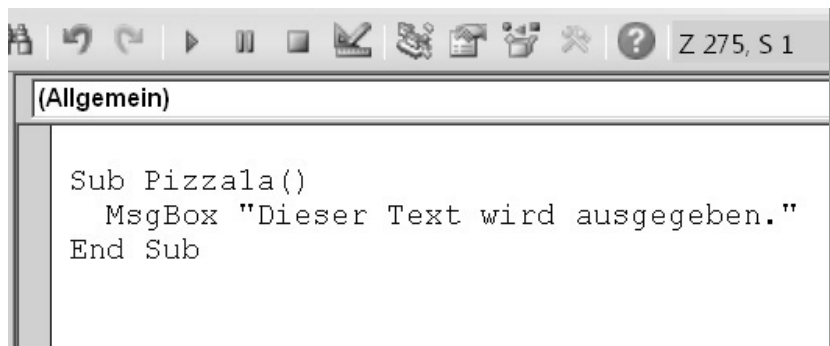 Z 275, S 1
(Allgemein)
Sub Pizza1a()
MsgBox "Dieser Text wird ausgegeben."
End Sub